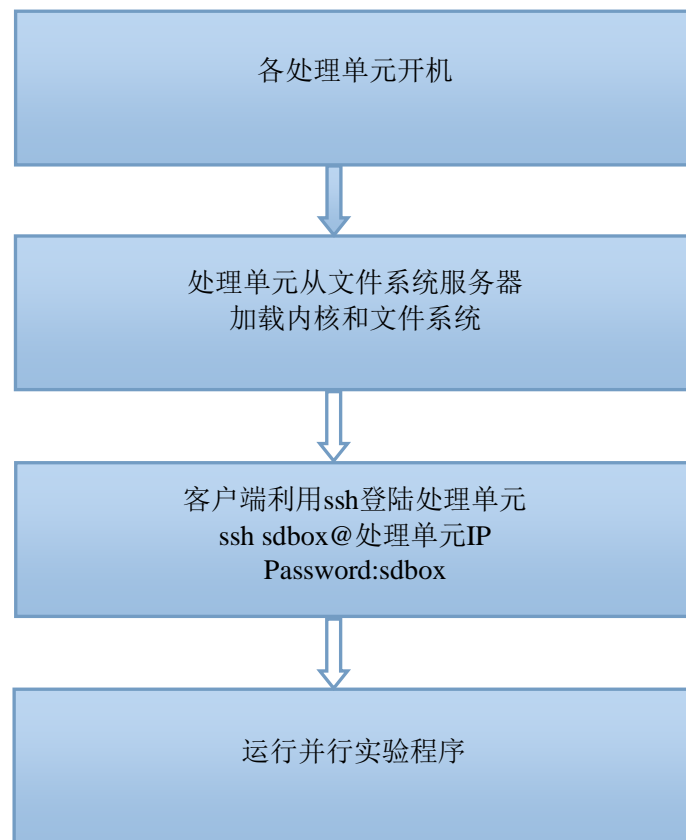 各处理单元开机
处理单元从文件系统服务器
加载内核和文件系统
客户端利用ssh登陆处理单元
ssh sdbox@处理单元IP
Password:sdbox
运行并行实验程序